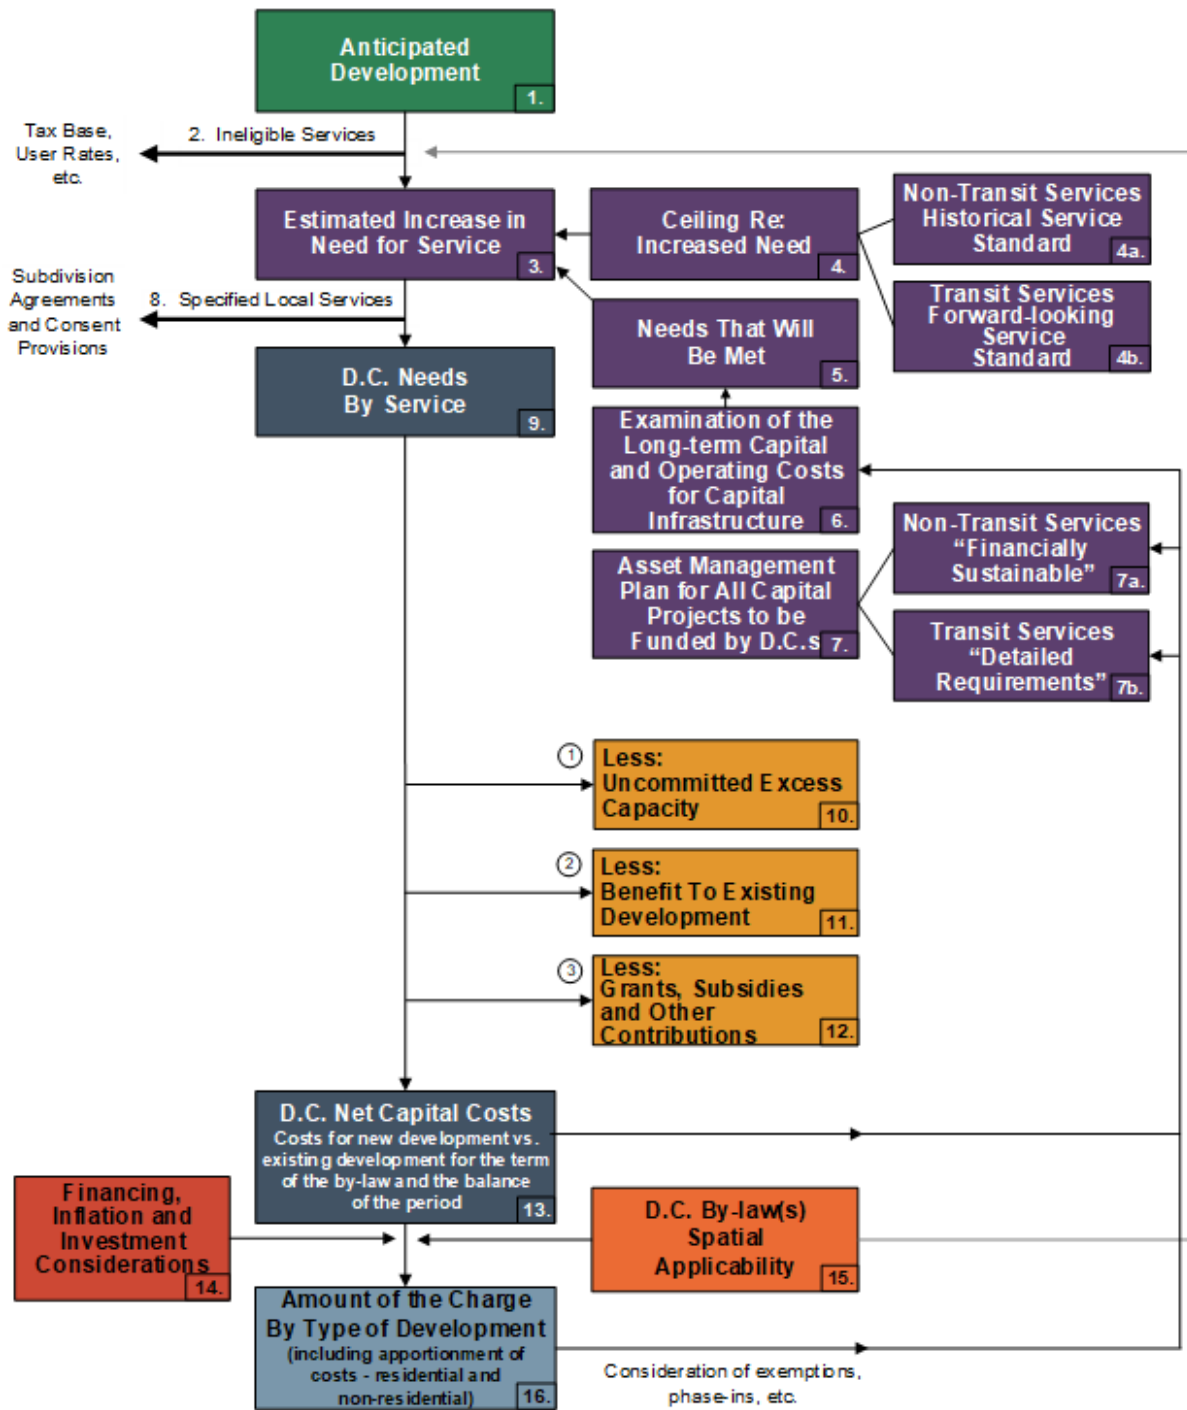 Anticipated
Development
1.
Tax Base,
User Rates,
etc.
2. Ineligible Services
Estimated Increase in
Need for Service
3.
Ceiling Re:
Increased Need
4.
Non-Transit Services
Historical Service
Standard
4a.
Transit Services
Forward-looking
Service
Standard
4b.
Subdivision
Agreements
and Consent
Provisions
8. Specified Local Services
Needs That Will
Be Met
5.
D.C. Needs
By Service
9.
Examination of the
Long-term Capital
and Operating Costs
for Capital
Infrastructure
6.
Non-Transit Services
“Financially
Sustainable”
7a.
Asset Management
Plan for All Capital
Projects to be
Funded by D.C.s
7.
Transit Services
“Detailed
Requirements”
7b.
1
Less:
Uncommitted Excess
Capacity
10.
2
Less:
Benefit To Existing
Development
11.
3
Less:
Grants, Subsidies
and Other
Contributions
12.
D.C. Net Capital Costs
Costs for new development vs.
existing development for the term
of the by-law and the balance
of the period
13.
Financing,
Inflation and
Investment
Considerations
14.
D.C. By-law(s)
Spatial
Applicability
15.
Amount of the Charge
By Type of Development
(including apportionment of
costs - residential and
non-residential)
16.
Consideration of exemptions,
phase-ins, etc.